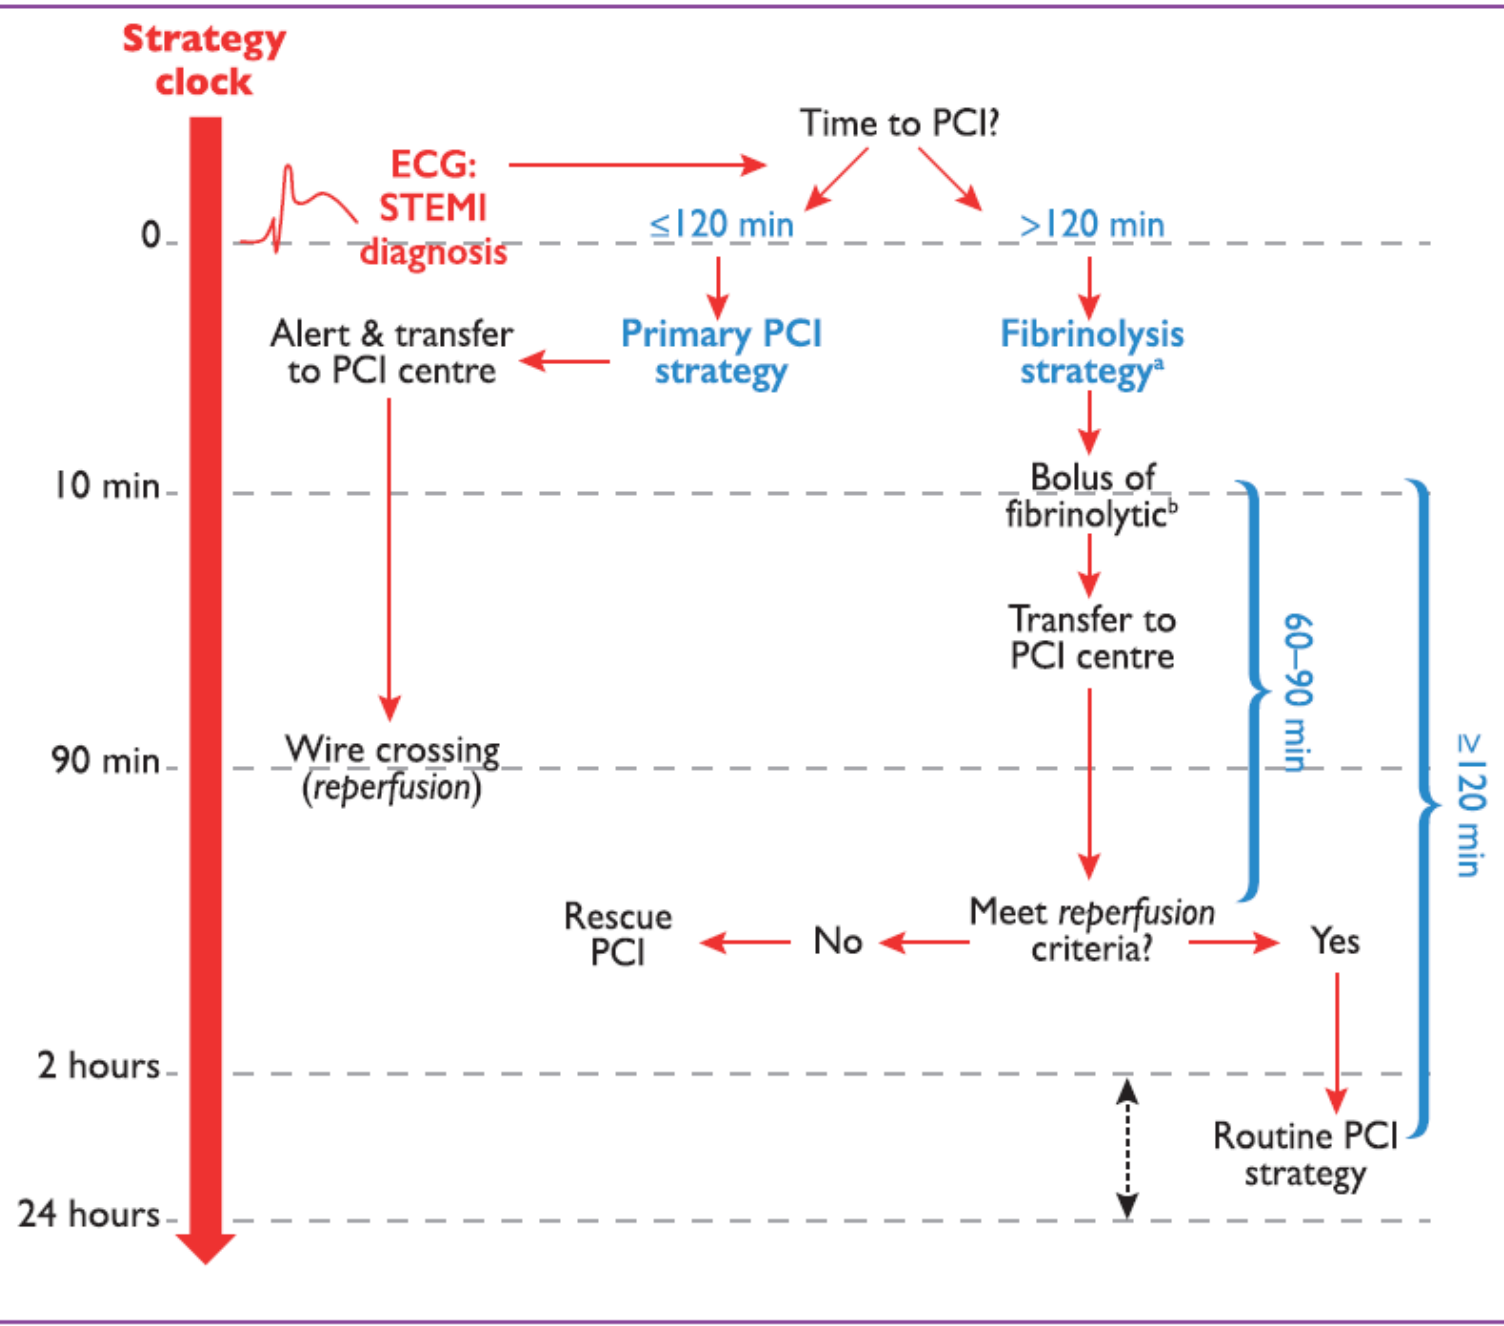 Strategy
clock
Time to PCI?
ECG:
STEMI
diagnosis
≤120 min
>120 min
0
Alert & transfer
to PCI centre
Primary PCI
strategy
Fibrinolysis
strategyᵃ
10 min
Bolus of
fibrinolyticᵇ
Transfer to
PCI centre
60–90 min
≥120 min
90 min
Wire crossing
(reperfusion)
Rescue
PCI
No
Meet reperfusion
criteria?
Yes
2 hours
Routine PCI
strategy
24 hours